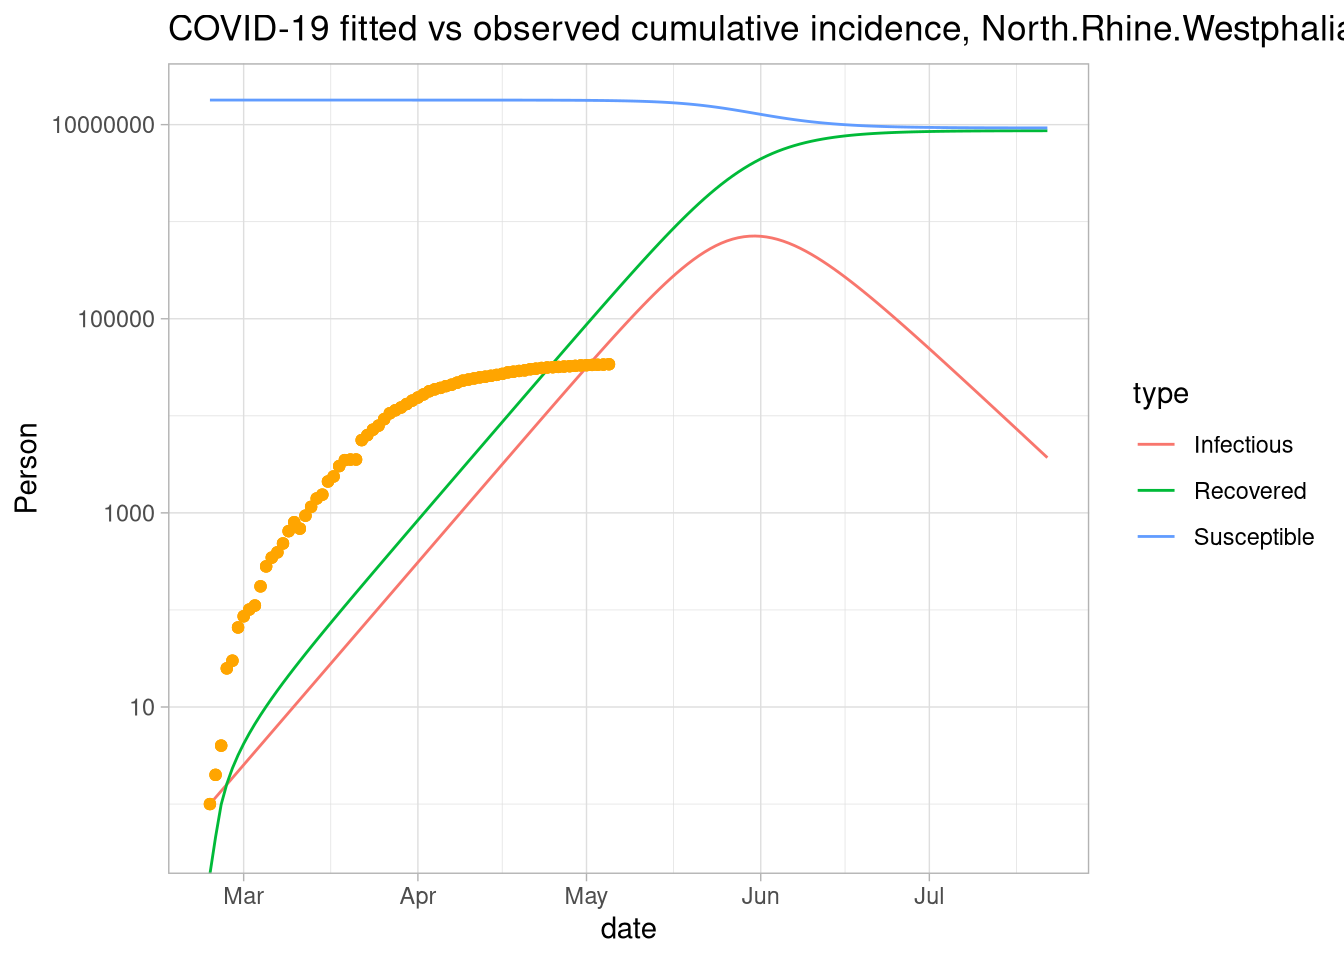 COVID-19 fitted vs observed cumulative incidence, North.Rhine.Westphalia
10000000
100000
1000
10
Person
Mar Apr May Jun Jul
date
type
Infectious
Recovered
Susceptible